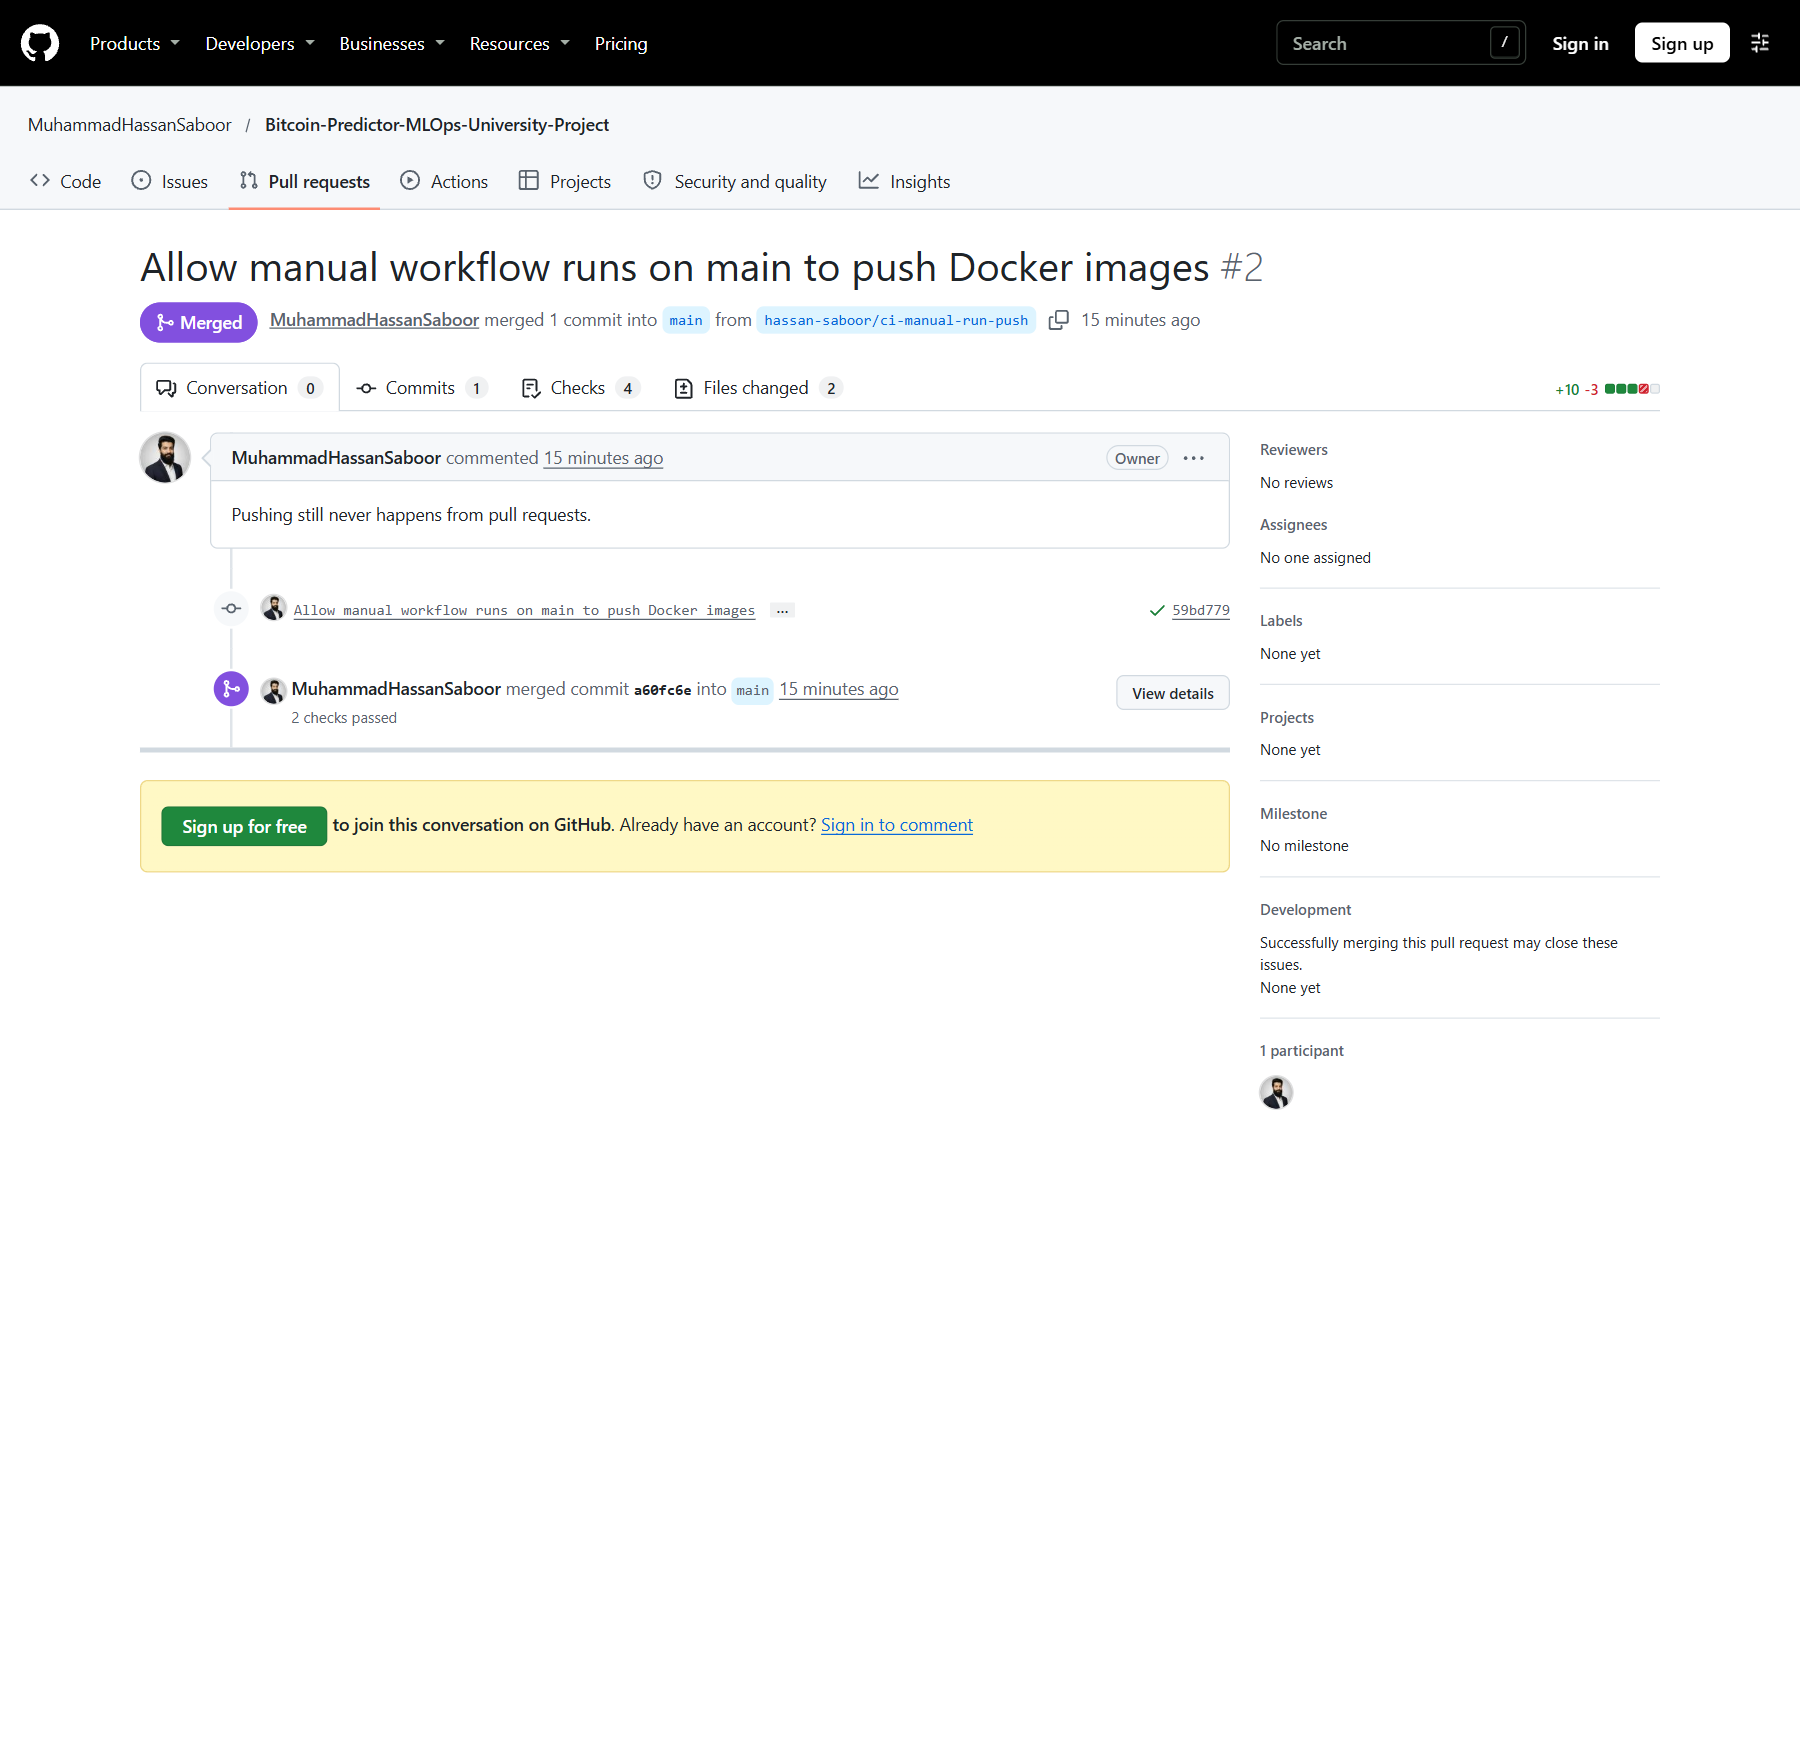 Products Developers Businesses Resources Pricing Search / Sign in Sign up
MuhammadHassanSaboor / Bitcoin-Predictor-MLOps-University-Project
Code Issues Pull requests Actions Projects Security and quality Insights
Allow manual workflow runs on main to push Docker images #2
Merged MuhammadHassanSaboor merged 1 commit into main from hassan-saboor/ci-manual-run-push 15 minutes ago
Conversation 0 Commits 1 Checks 4 Files changed 2 +10 -3
MuhammadHassanSaboor commented 15 minutes ago Owner ...
Pushing still never happens from pull requests.
Allow manual workflow runs on main to push Docker images ... 59bd779
MuhammadHassanSaboor merged commit a60fc6e into main 15 minutes ago View details
2 checks passed
Sign up for free to join this conversation on GitHub. Already have an account? Sign in to comment
Reviewers
No reviews
Assignees
No one assigned
Labels
None yet
Projects
None yet
Milestone
No milestone
Development
Successfully merging this pull request may close these
issues.
None yet
1 participant